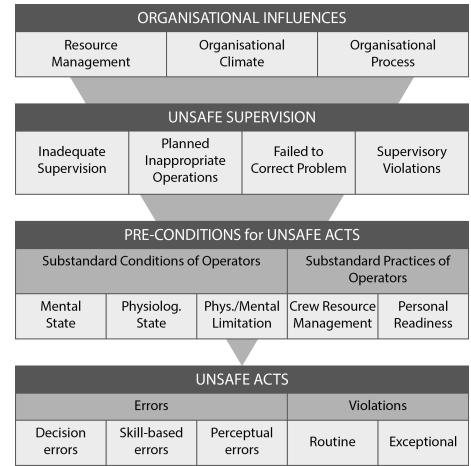 ORGANISATIONAL INFLUENCES
Resource
Management
Organisational
Climate
Organisational
Process
UNSAFE SUPERVISION
Inadequate
Supervision
Planned
Inappropriate
Operations
Failed to
Correct Problem
Supervisory
Violations
PRE-CONDITIONS for UNSAFE ACTS
Substandard Conditions of Operators
Substandard Practices of
Operators
Mental
State
Physiolog.
State
Phys./Mental
Limitation
Crew Resource
Management
Personal
Readiness
UNSAFE ACTS
Errors
Violations
Decision
errors
Skill-based
errors
Perceptual
errors
Routine
Exceptional